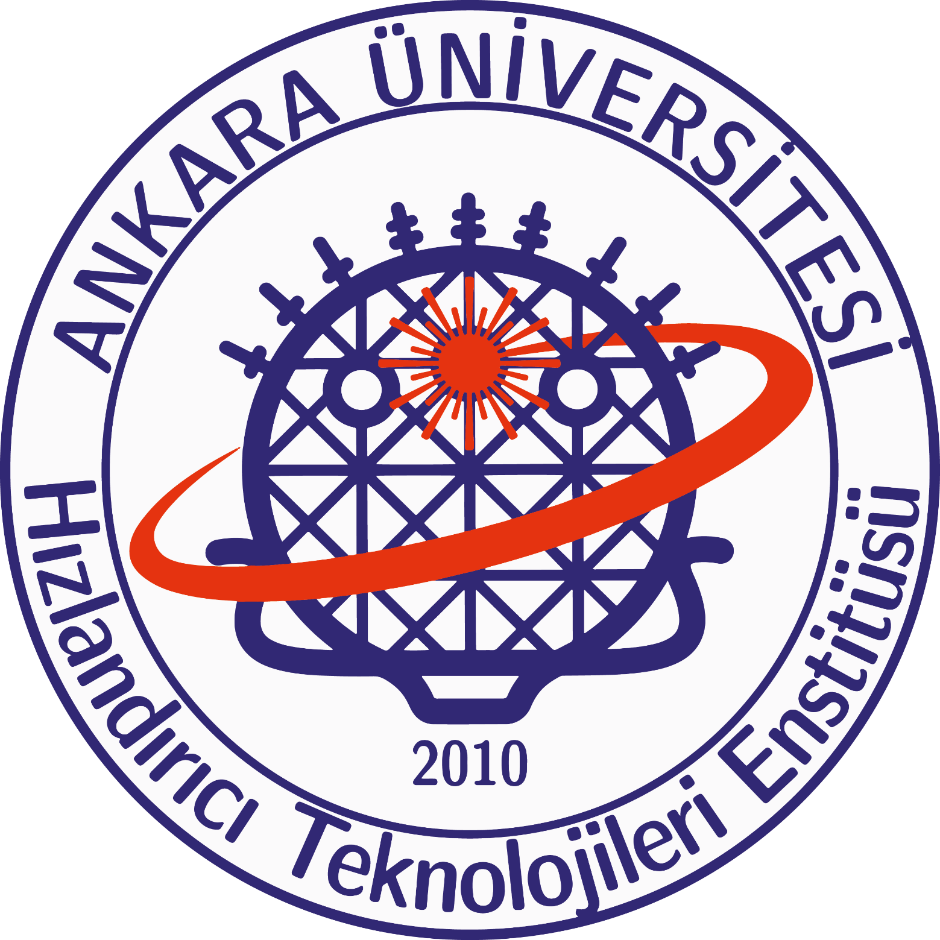 ANKARA ÜNİVERSİTESİ
2010
Hızlandırıcı Teknolojileri Enstitüsü